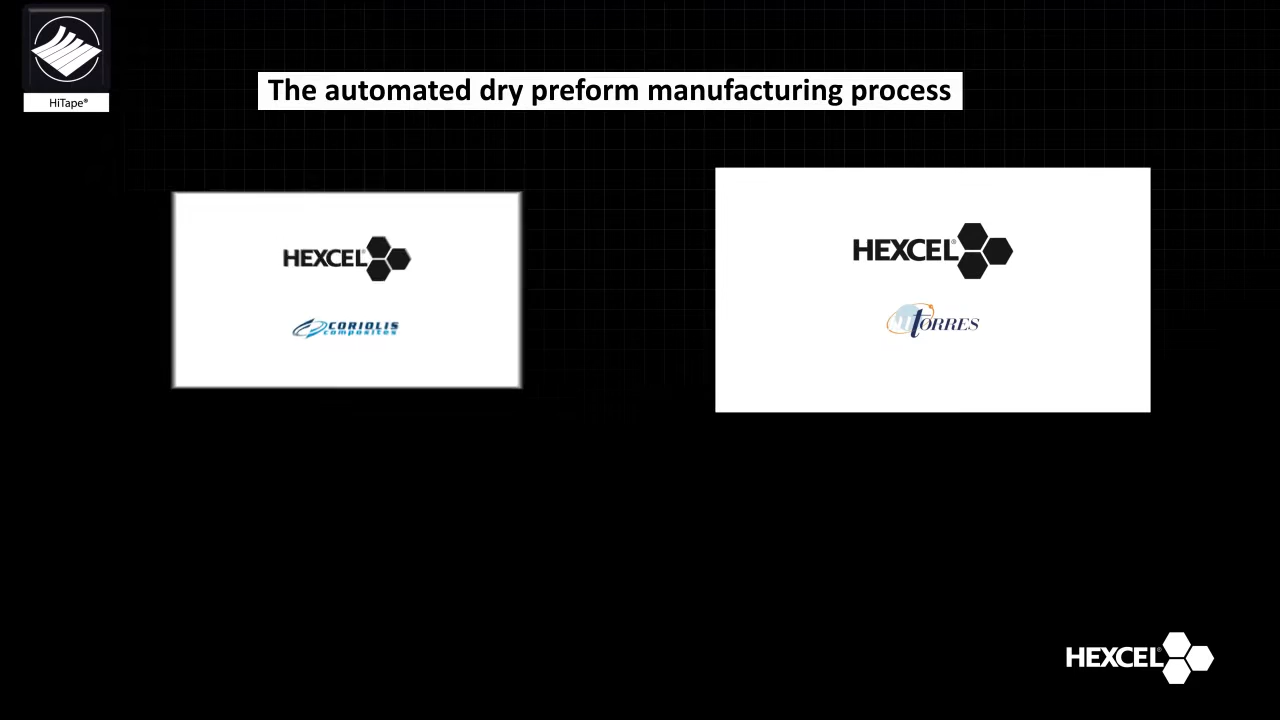 HiTape®
The automated dry preform manufacturing process
HEXCEL®
CORIOLIS
composites
HEXCEL®
TORRES
HEXCEL®